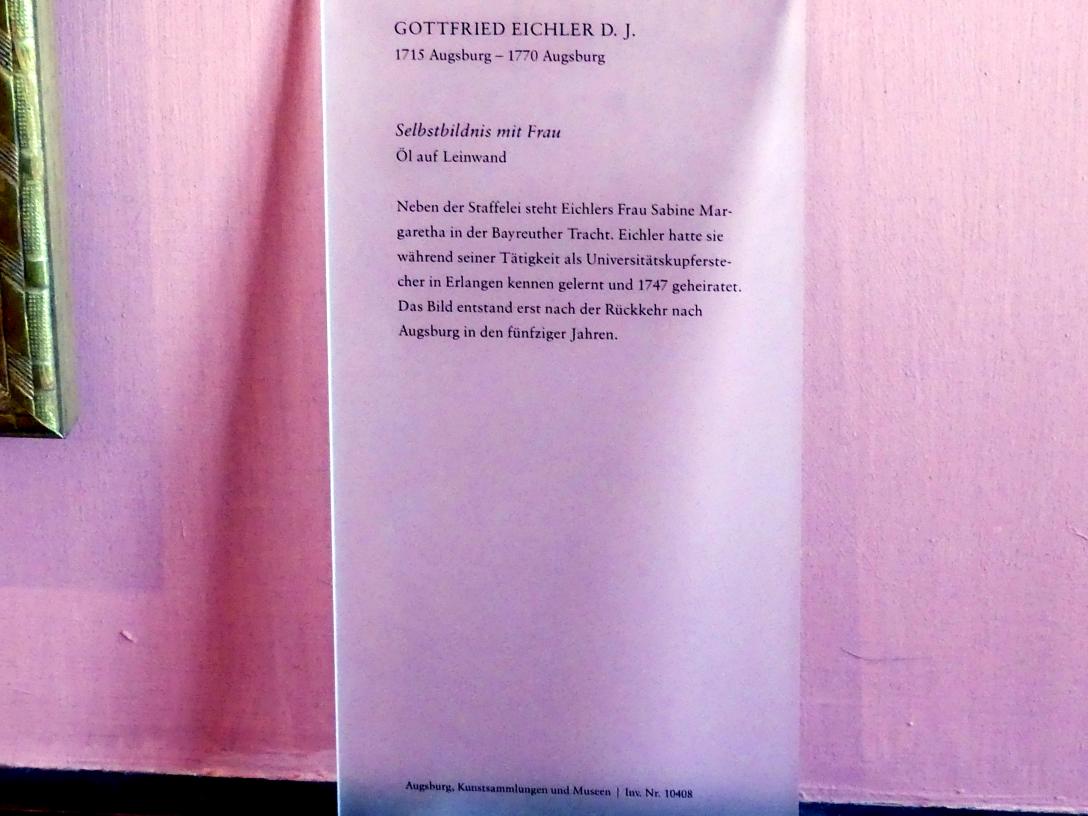 GOTTFRIED EICHLER D. J.
1715 Augsburg – 1770 Augsburg
Selbstbildnis mit Frau
Öl auf Leinwand
Neben der Staffelei steht Eichlers Frau Sabine Mar-
garetha in der Bayreuther Tracht. Eichler hatte sie
während seiner Tätigkeit als Universitätskupferste-
cher in Erlangen kennen gelernt und 1747 geheiratet.
Das Bild entstand erst nach der Rückkehr nach
Augsburg in den fünfziger Jahren.
Augsburg, Kunstsammlungen und Museen | Inv. Nr. 10408